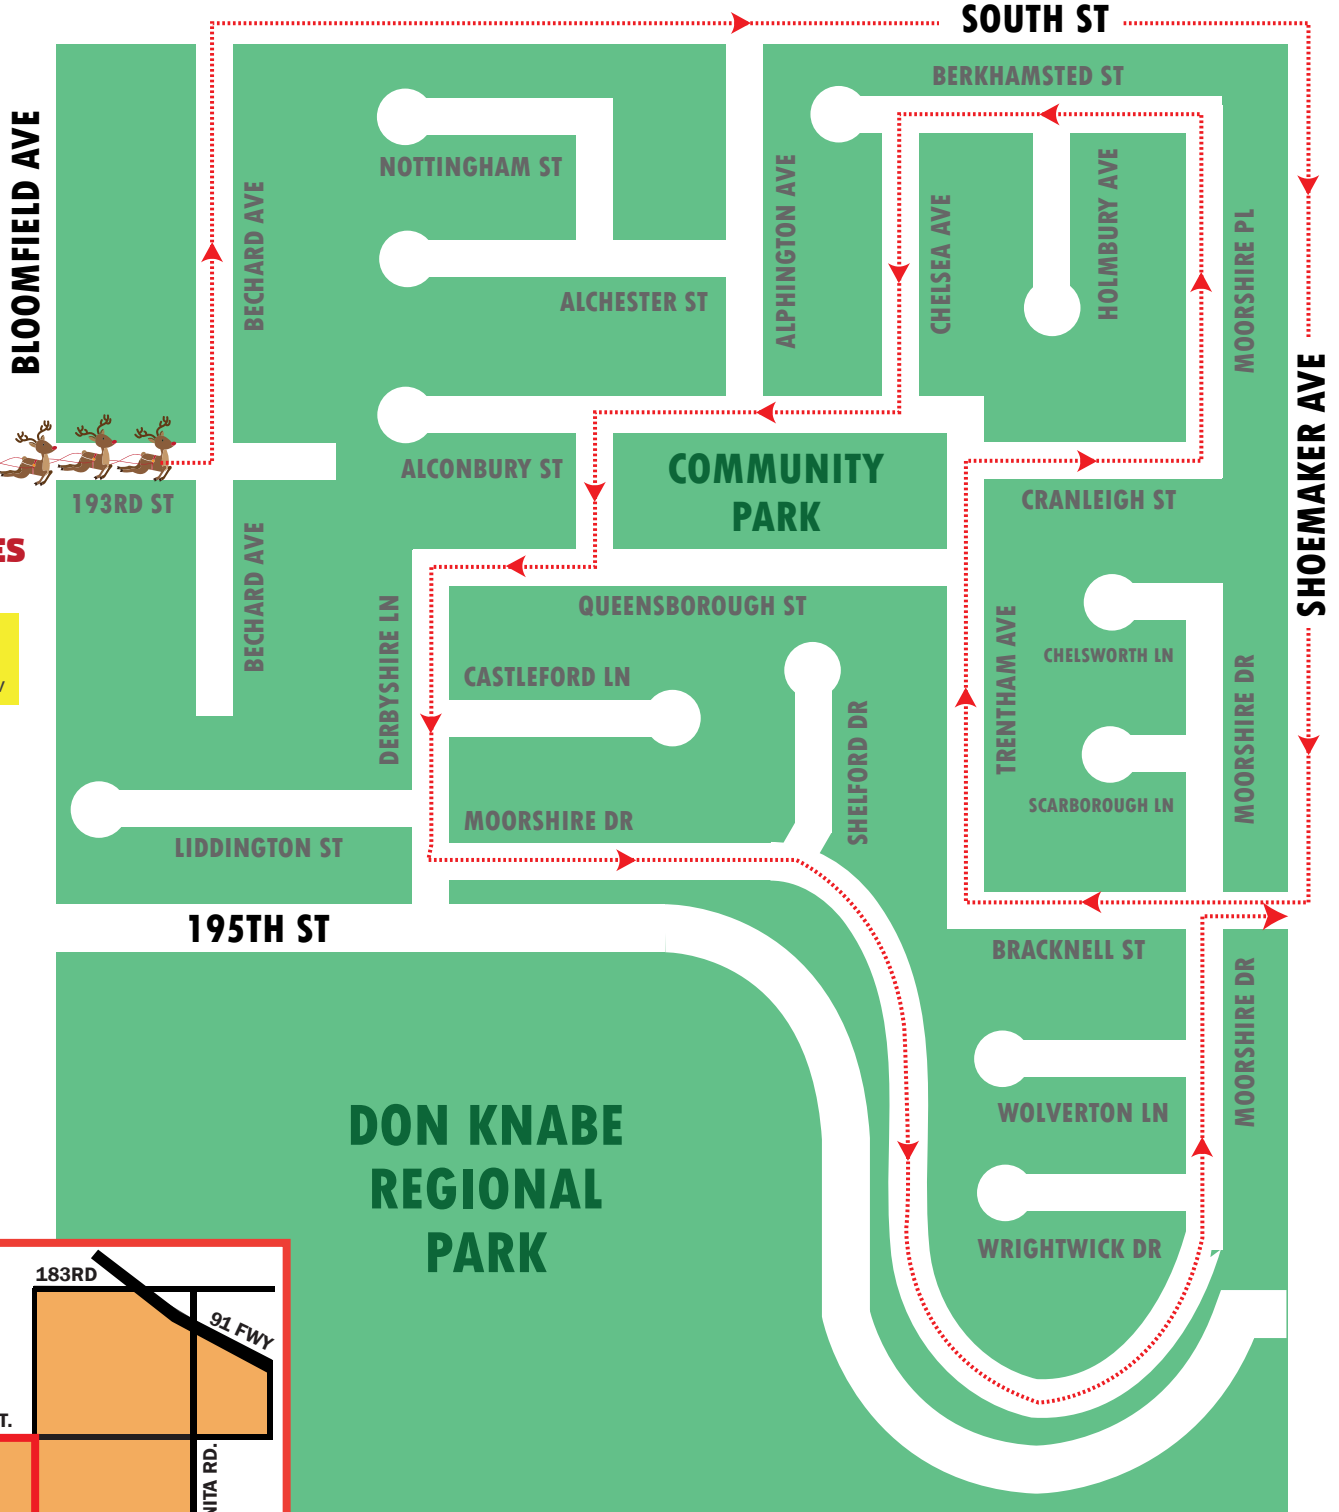 SOUTH ST
BERKHAMSTED ST
BLOOMFIELD AVE
NOTTINGHAM ST
BECHARD AVE
ALPHINGTON AVE
CHELSEA AVE
HOLMBURY AVE
MOORSHIRE PL
ALCHESTER ST
SHOEMAKER AVE
ALCONBURY ST
COMMUNITY
PARK
CRANLEIGH ST
193RD ST
ES
BECHARD AVE
DERBYSHIRE LN
QUEENSBOROUGH ST
TRENTHAM AVE
CHELSWORTH LN
MOORSHIRE DR
CASTLEFORD LN
SHELFORD DR
SCARBOROUGH LN
MOORSHIRE DR
LIDDINGTON ST
195TH ST
BRACKNELL ST
MOORSHIRE DR
WOLVERTON LN
DON KNABE
REGIONAL
PARK
WRIGHTWICK DR
183RD
91 FWY
T.
NITA RD.